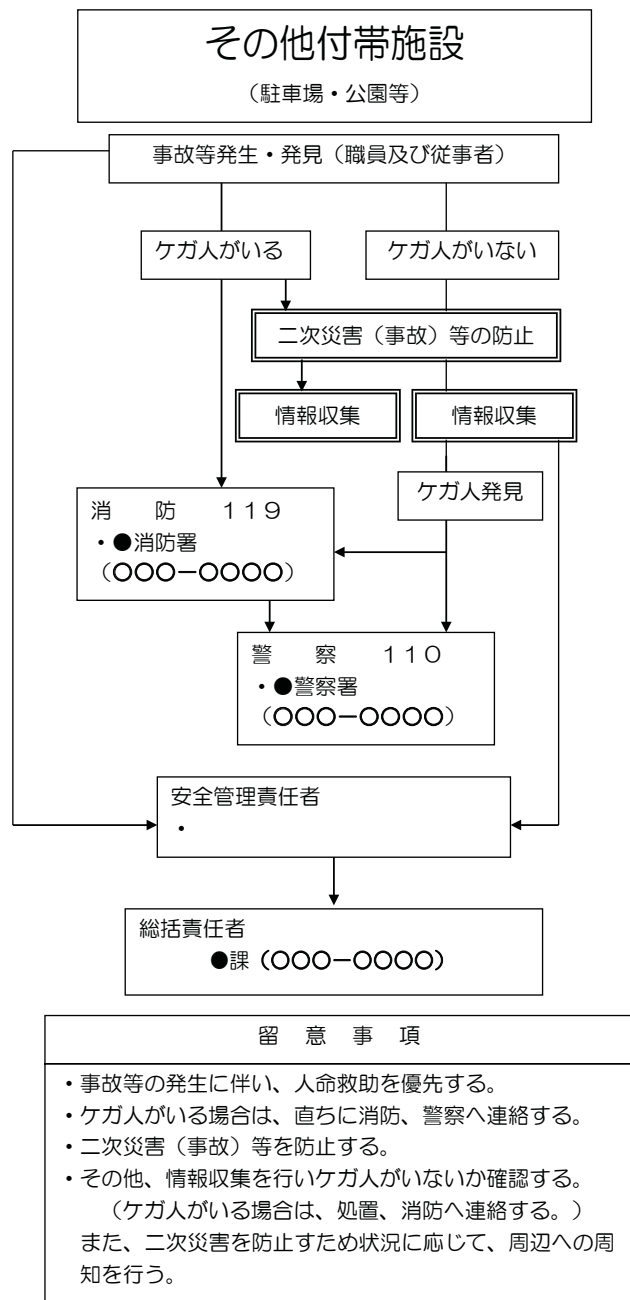 その他付帯施設
（駐車場・公園等）
事故等発生・発見（職員及び従事者）
ケガ人がいる
ケガ人がいない
二次災害（事故）等の防止
情報収集
情報収集
ケガ人発見
消　防　１１９
・●消防署
（〇〇〇－〇〇〇〇）
警　察　１１０
・●警察署
（〇〇〇－〇〇〇〇）
安全管理責任者
・
総括責任者
●課（〇〇〇－〇〇〇〇）
留　意　事　項
・事故等の発生に伴い、人命救助を優先する。
・ケガ人がいる場合は、直ちに消防、警察へ連絡する。
・二次災害（事故）等を防止する。
・その他、情報収集を行いケガ人がいないか確認する。
（ケガ人がいる場合は、処置、消防へ連絡する。）
また、二次災害を防止すため状況に応じて、周辺への周
知を行う。